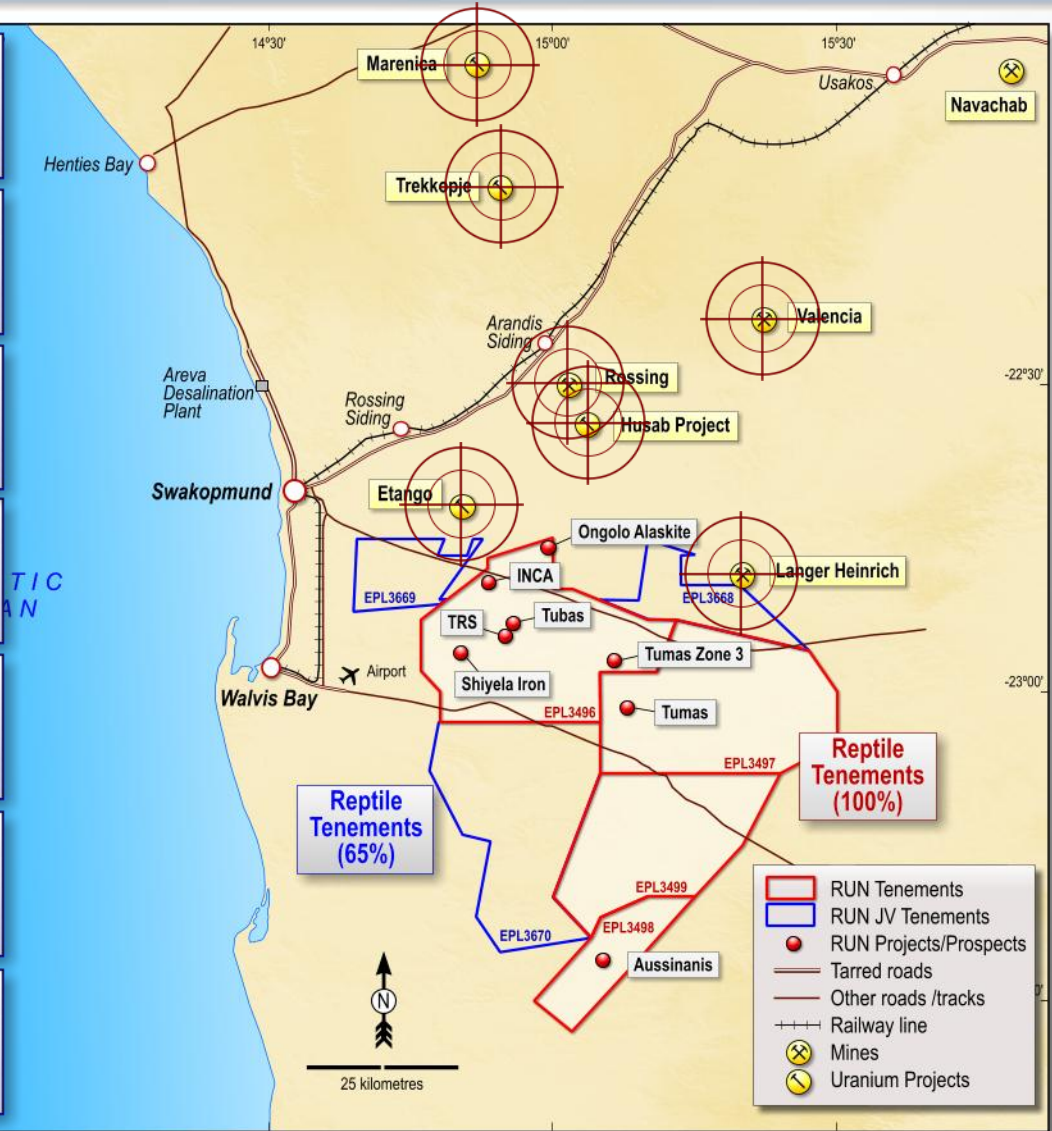 14°30'
15°00'
15°30'
Marenica
Usakos
Navachab
Henties Bay
Trekkopje
Arandis
Siding
Valencia
Areva
Desalination
Plant
Rossing
-22°30'
Rossing
Siding
Husab Project
Swakopmund
Etango
Ongolo Alaskite
TIC
AN
EPL3669
INCA
EPL3668
Langer Heinrich
TRS
Tubas
Tumas Zone 3
Airport
Shiyela Iron
-23°00'
Walvis Bay
EPL3496
Tumas
EPL3497
Reptile
Tenements
(100%)
Reptile
Tenements
(65%)
EPL3499
EPL3498
EPL3670
Aussinanis
N
25 kilometres
RUN Tenements
RUN JV Tenements
RUN Projects/Prospects
Tarred roads
Other roads /tracks
Railway line
Mines
Uranium Projects
0'